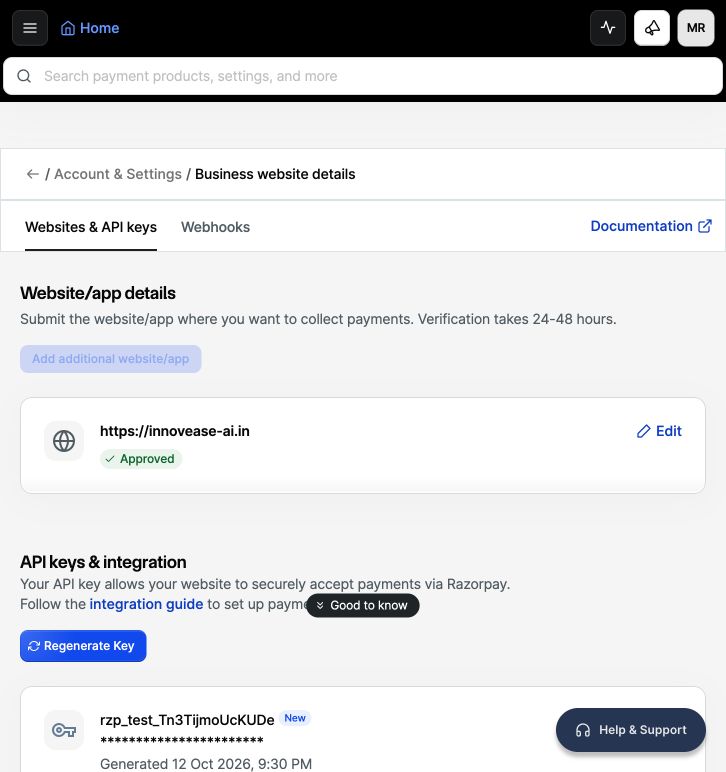 Home
MR
Search payment products, settings, and more
/ Account & Settings / Business website details
Websites & API keys Webhooks Documentation
Website/app details
Submit the website/app where you want to collect payments. Verification takes 24-48 hours.
Add additional website/app
https://innovease-ai.in Edit
Approved
API keys & integration
Your API key allows your website to securely accept payments via Razorpay.
Follow the integration guide to set up payme
Good to know
Regenerate Key
rzp_test_Tn3TijmoUcKUDe New
***********************
Generated 12 Oct 2026, 9:30 PM
Help & Support